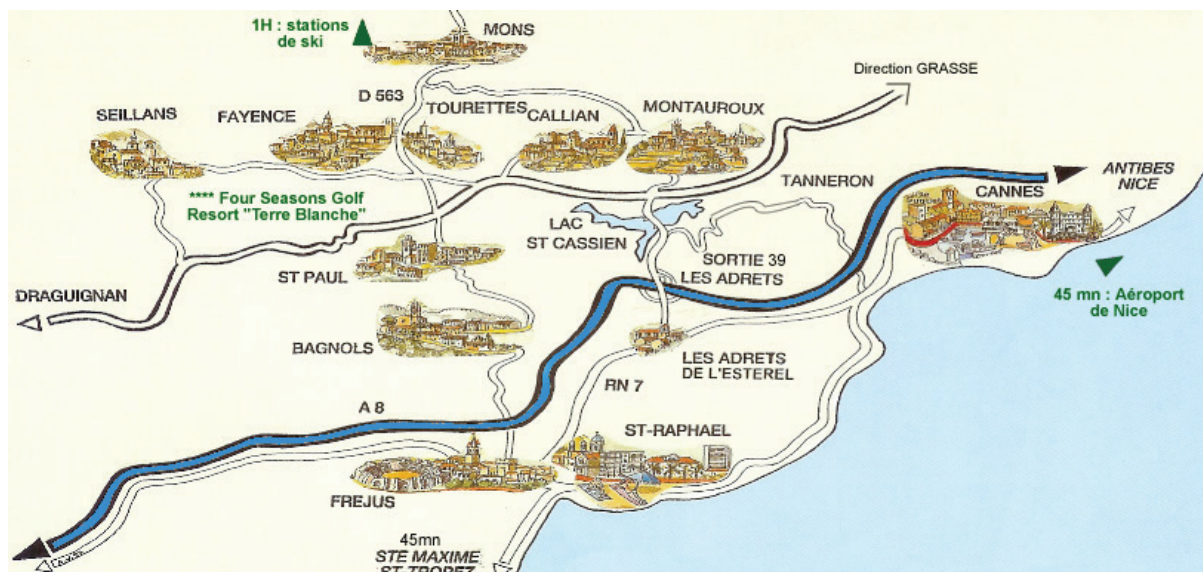 1H : stations
de ski
MONS
Direction GRASSE
D 563
SEILLANS
FAYENCE
TOURETTES
CALLIAN
MONTAUROUX
**** Four Seasons Golf
Resort "Terre Blanche"
TANNERON
ANTIBES
NICE
CANNES
LAC
ST CASSIEN
SORTIE 39
LES ADRETS
ST PAUL
DRAGUIGNAN
45 mn : Aéroport
de Nice
BAGNOLS
LES ADRETS
DE L'ESTEREL
RN 7
A 8
ST-RAPHAEL
FREJUS
45mn
STE MAXIME
ST-TROPEZ